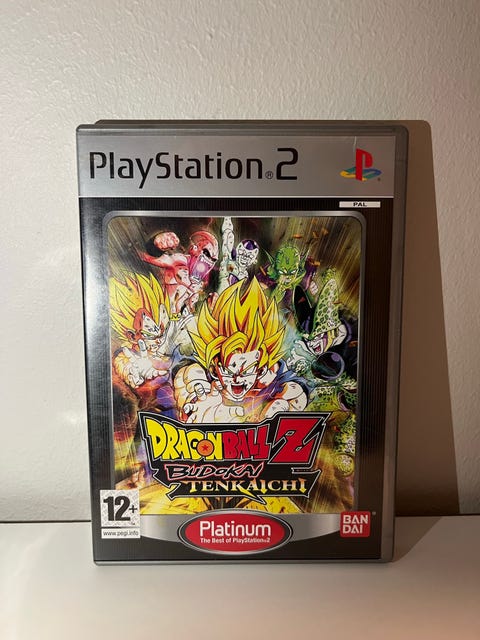 PlayStation®2
PAL
DRAGON BALL Z
BUDOKAI
TENKAICHI
12+
www.pegi.info
Platinum
The Best of PlayStation®2
BAN
DAI